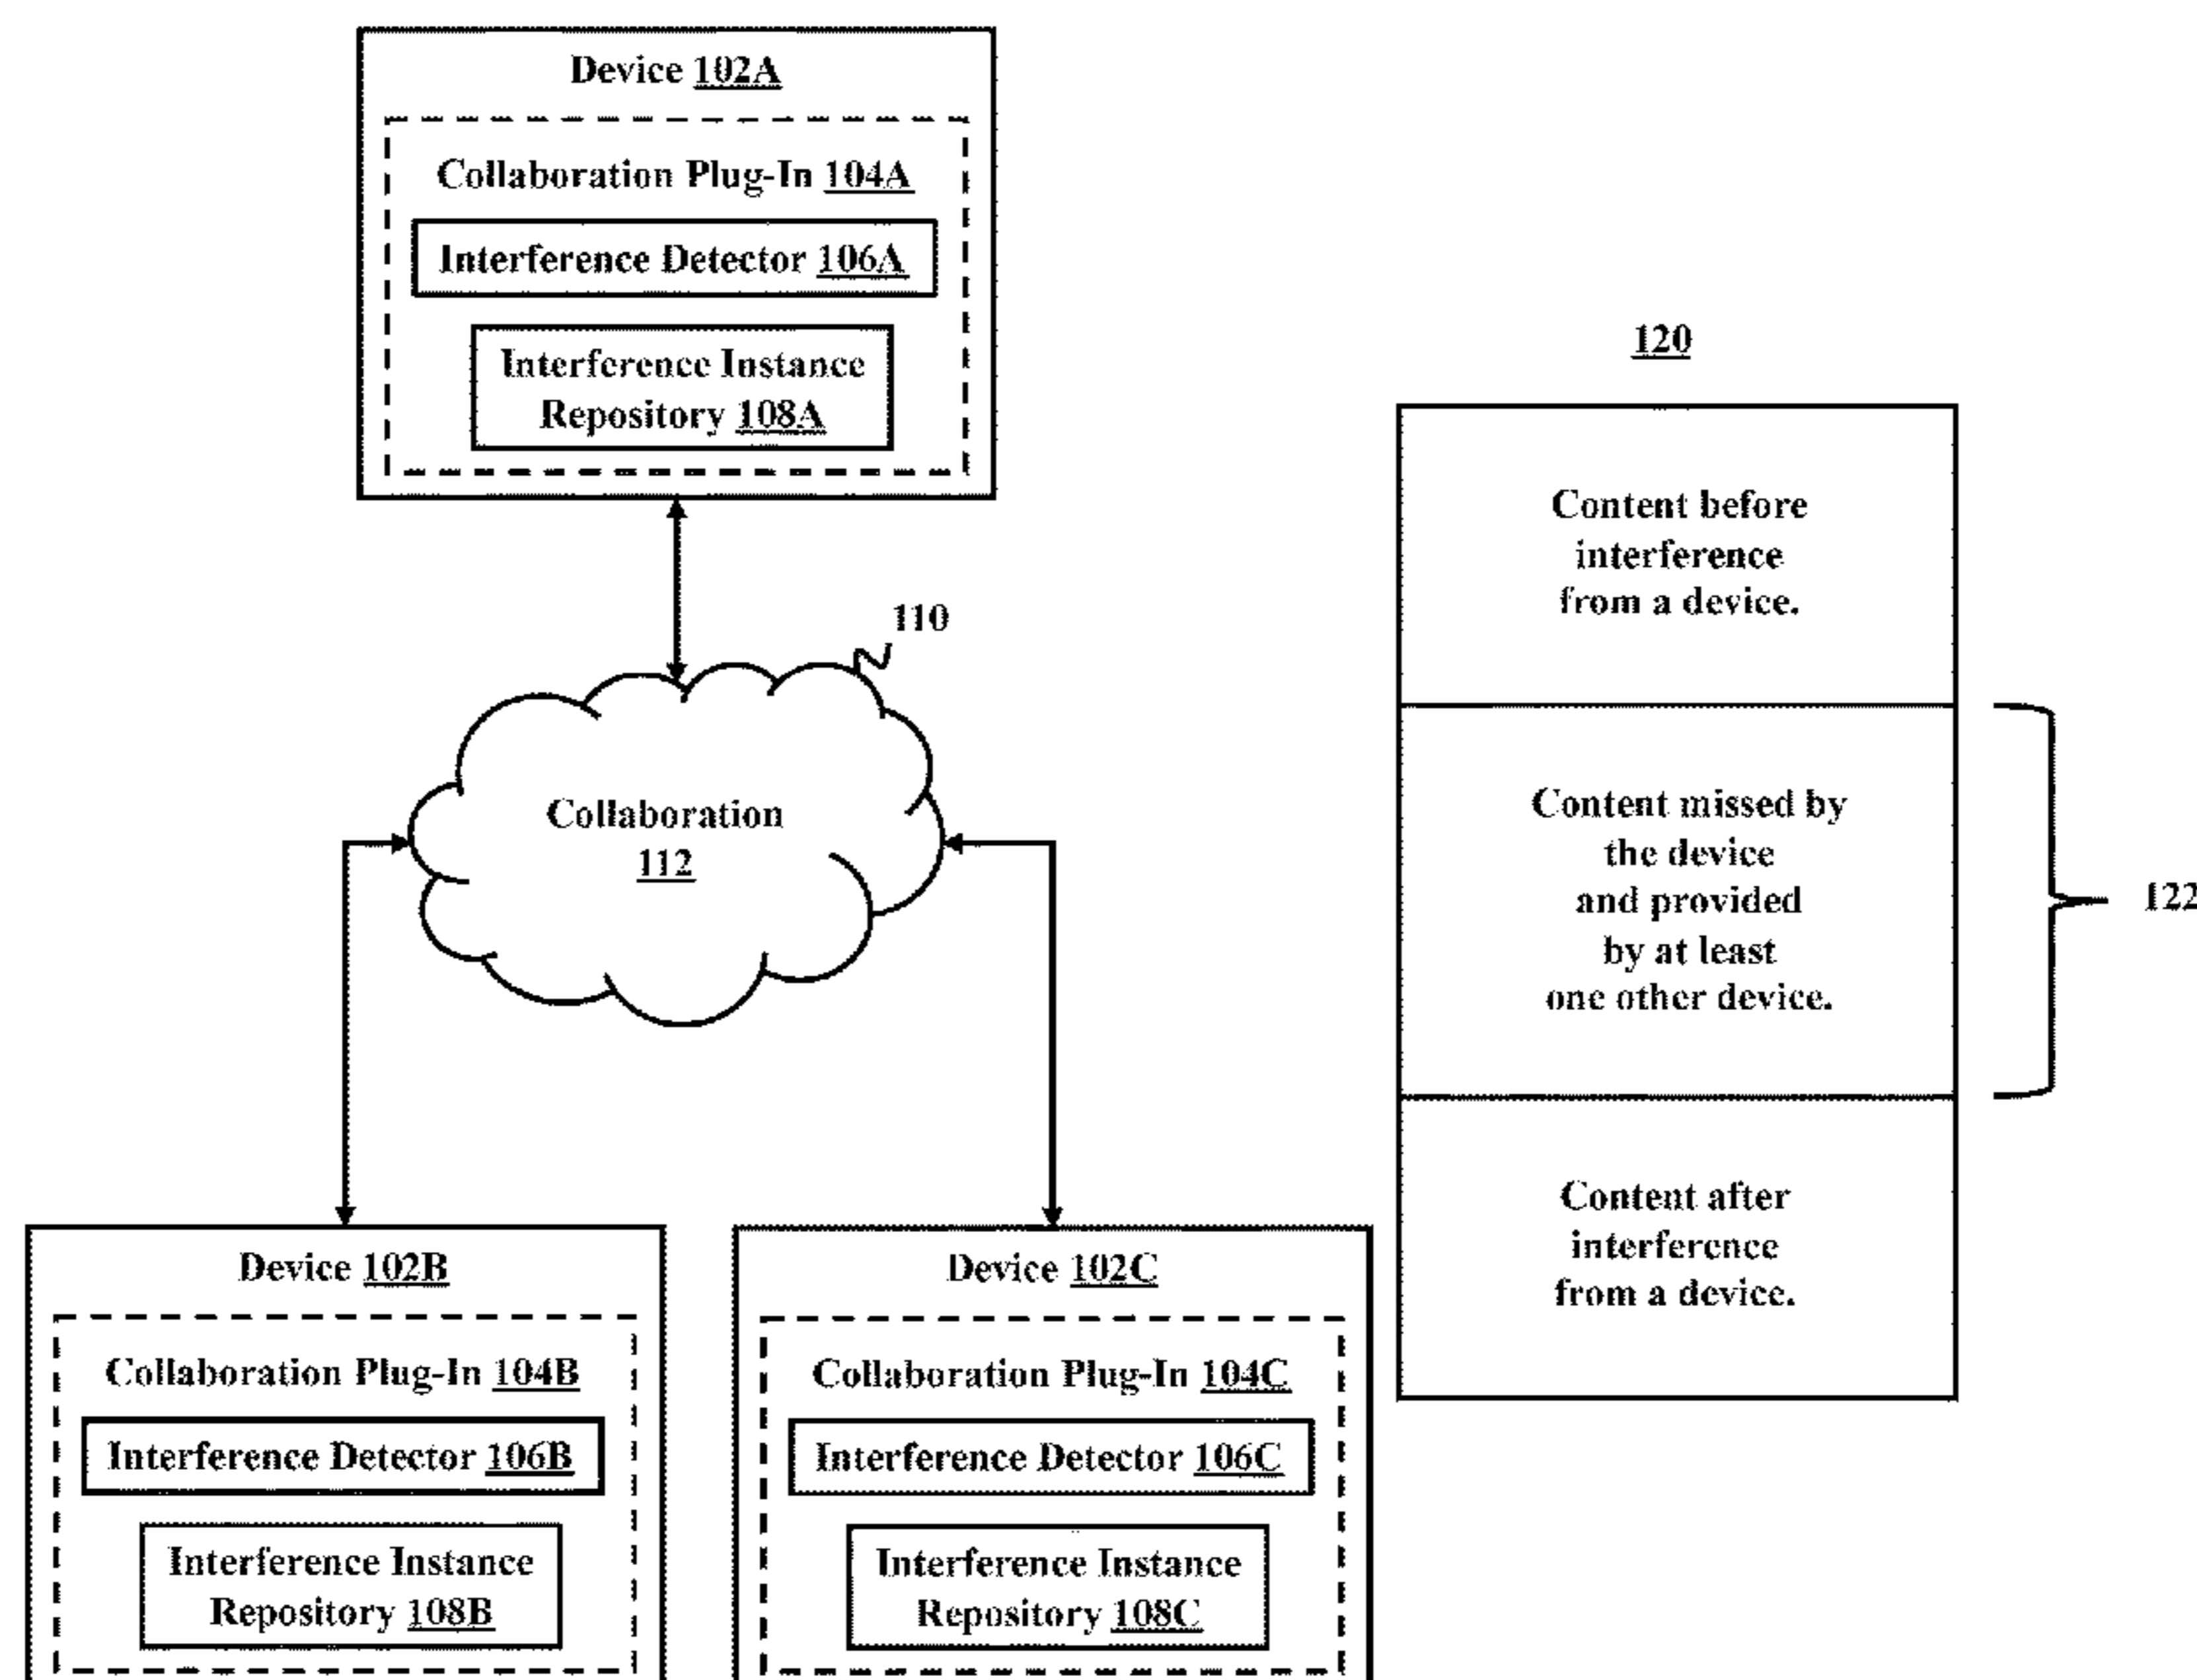 Device 102A
Collaboration Plug-In 104A
Interference Detector 106A
Interference Instance
Repository 108A
110
Collaboration
112
Device 102B
Collaboration Plug-In 104B
Interference Detector 106B
Interference Instance
Repository 108B
Device 102C
Collaboration Plug-In 104C
Interference Detector 106C
Interference Instance
Repository 108C
120
Content before
interference
from a device.
Content missed by
the device
and provided
by at least
one other device.
122
Content after
interference
from a device.